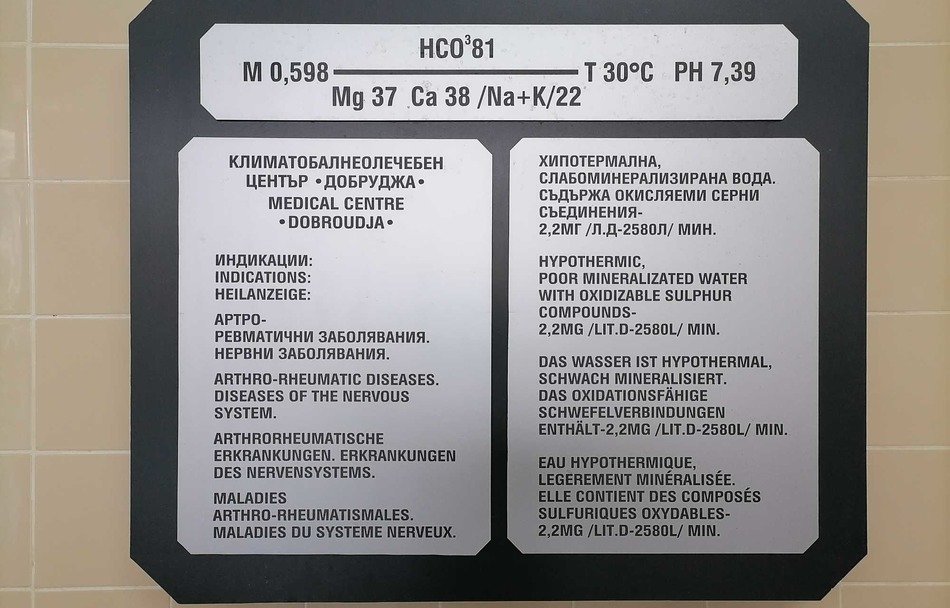 HCO³81
M 0,598 T 30°C PH 7,39
Mg 37 Ca 38 /Na+K/22
КЛИМАТОБАЛНЕОЛЕЧЕБЕН
ЦЕНТЪР •ДОБРУДЖА•
MEDICAL CENTRE
•DOBROUDJA•
ИНДИКАЦИИ:
INDICATIONS:
HEILANZEIGE:
АРТРО-
РЕВМАТИЧНИ ЗАБОЛЯВАНИЯ.
НЕРВНИ ЗАБОЛЯВАНИЯ.
ARTHRO-RHEUMATIC DISEASES.
DISEASES OF THE NERVOUS
SYSTEM.
ARTHRORHEUMATISCHE
ERKRANKUNGEN. ERKRANKUNGEN
DES NERVENSYSTEMS.
MALADIES
ARTHRO-RHEUMATISMALES.
MALADIES DU SYSTEME NERVEUX.
ХИПОТЕРМАЛНА,
СЛАБОМИНЕРАЛИЗИРАНА ВОДА.
СЪДЪРЖА ОКИСЛЯЕМИ СЕРНИ
СЪЕДИНЕНИЯ-
2,2МГ /Л.Д-2580Л/ МИН.
HYPOTHERMIC,
POOR MINERALIZATED WATER
WITH OXIDIZABLE SULPHUR
COMPOUNDS-
2,2MG /LIT.D-2580L/ MIN.
DAS WASSER IST HYPOTHERMAL,
SCHWACH MINERALISIERT.
DAS OXIDATIONSFÄHIGE
SCHWEFELVERBINDUNGEN
ENTHÄLT-2,2MG /LIT.D-2580L/ MIN.
EAU HYPOTHERMIQUE,
LEGEREMENT MINÉRALISÉE.
ELLE CONTIENT DES COMPOSÉS
SULFURIQUES OXYDABLES-
2,2MG /LIT.D-2580L/ MIN.